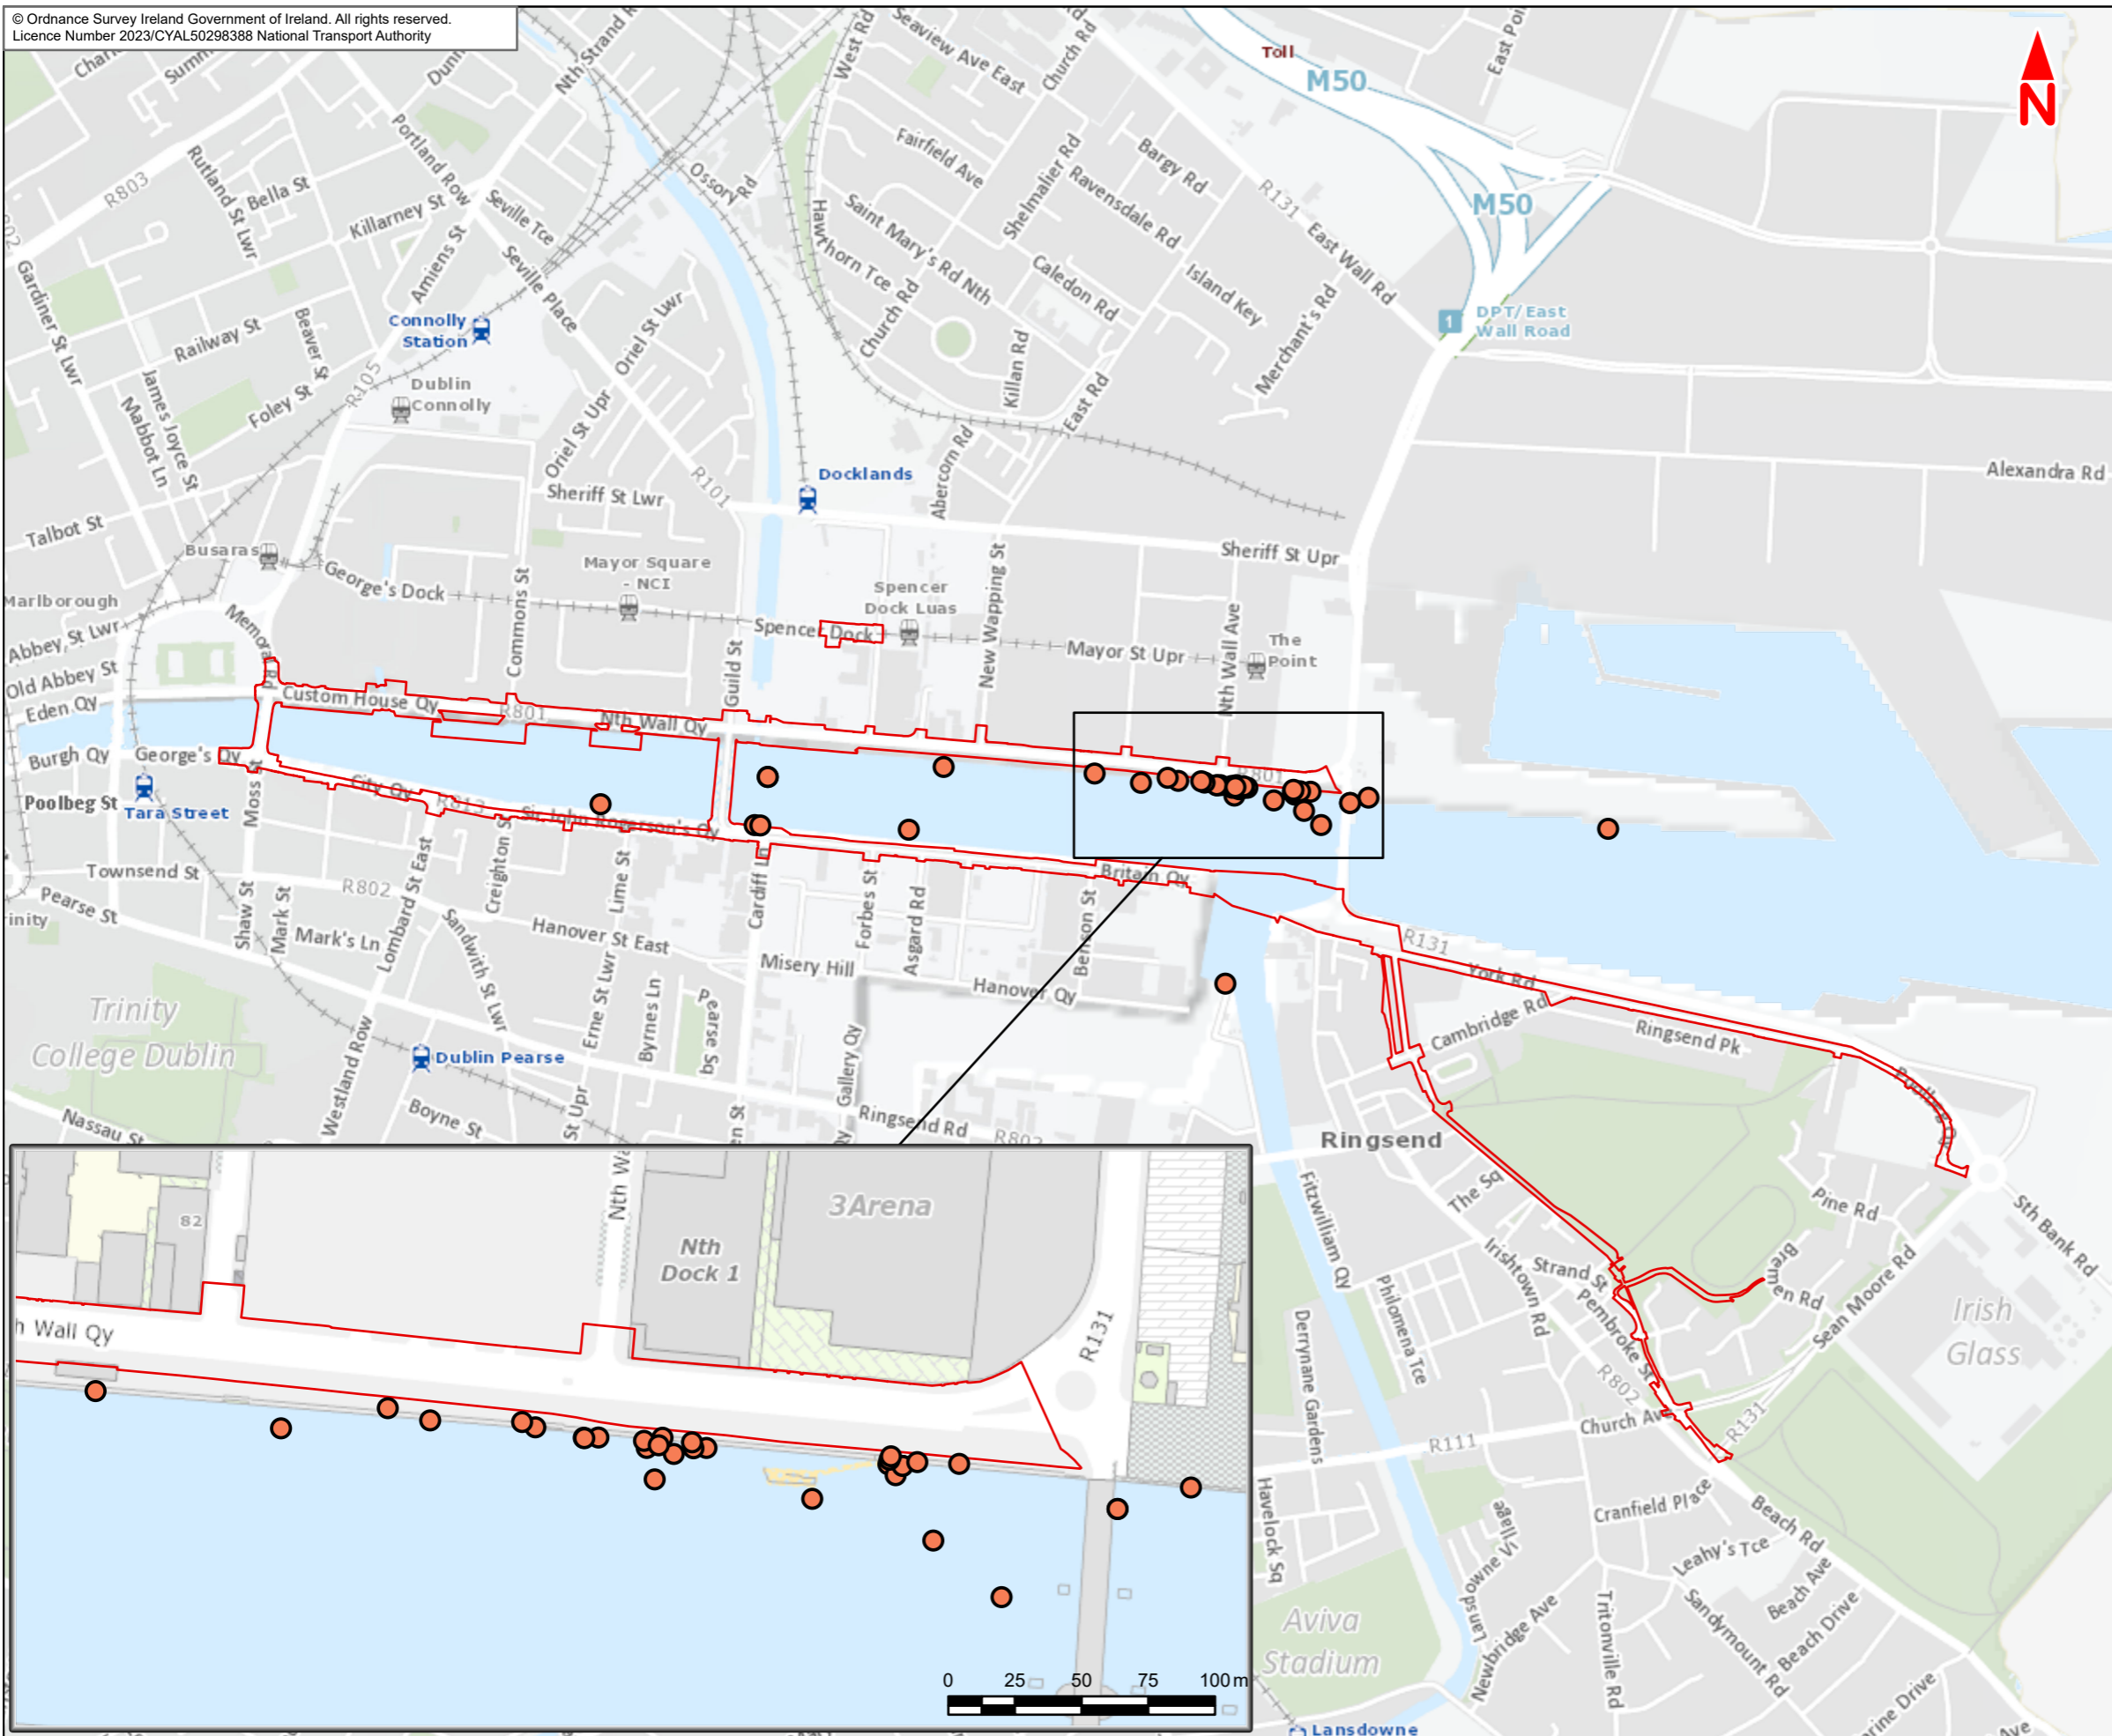 © Ordnance Survey Ireland Government of Ireland. All rights reserved.
Licence Number 2023/CYAL50298388 National Transport Authority
N
Toll
M50
M50
1
DPT/East
Wall Road
Nth Strand R
West Rd
Seaview Ave East
Church Rd
Portland Row
Ossory Rd
Fairfield Ave
Shelmalier Rd
Bargy Rd
Ravensdale Rd
R131
East Wall Rd
R803
Rutland St Lwr
Bella St
Killarney St
Seville Tce
Amiens St
Seville Place
Hawthorn Tce
Saint Mary's Rd Nth
Caledon Rd
Island Key
Church Rd
Merchant's Rd
Gardiner St Lwr
Railway St
Beaver St
Connolly
Station
Oriel St Lwr
Killan Rd
East Rd
James Joyce St
Mabbot Ln
Foley St
R105
Dublin
Connolly
Oriel St Upr
R101
Docklands
Abercorn Rd
Alexandra Rd
Talbot St
Sheriff St Lwr
Sheriff St Upr
Busaras
George's Dock
Commons St
Mayor Square
- NCI
Spencer
Dock Luas
New Wapping St
Nth Wall Ave
Marlborough
Abbey St Lwr
Memorial Rd
Spencer Dock
Mayor St Upr
The
Point
Old Abbey St
Eden Qy
Custom House Qy
R801
Nth Wall Qy
Guild St
R801
Burgh Qy
George's Qy
Poolbeg St
Tara Street
Moss St
City Qy
R813
Sir John Rogerson's Qy
Townsend St
R802
Creighton St
Lime St
Cardiff Ln
Britain Qy
Pearse St
Shaw St
Mark St
Mark's Ln
Lombard St East
Sandwith St Lwr
Hanover St East
Erne St Lwr
Byrnes Ln
Pearse Sq
Misery Hill
Forbes St
Asgard Rd
Benson St
Hanover Qy
R131
York Rd
Cambridge Rd
Ringsend Pk
Trinity
College Dublin
Westland Row
Dublin Pearse
Gallery Qy
Poolbeg Qy
Nassau St
Boyne St
St Upr
Ringsend Rd
R802
Ringsend
The Sq
Fitzwilliam Qy
Pine Rd
Sth Bank Rd
Irishtown Rd
Strand St
Pembroke St
Bremen Rd
Sean Moore Rd
Irish
Glass
Philomena Tce
Derrynane Gardens
R802
Church Ave
R131
R111
Havelock Sq
Cranfield Place
Beach Rd
Leahy's Tce
Beach Ave
Beach Drive
Lansdowne Village
Newbridge Ave
Tritonville Rd
Sandymount Rd
Aviva
Stadium
Lansdowne
82
Nth Wa
Nth
Dock 1
3Arena
R131
h Wall Qy
0 25 50 75 100 m